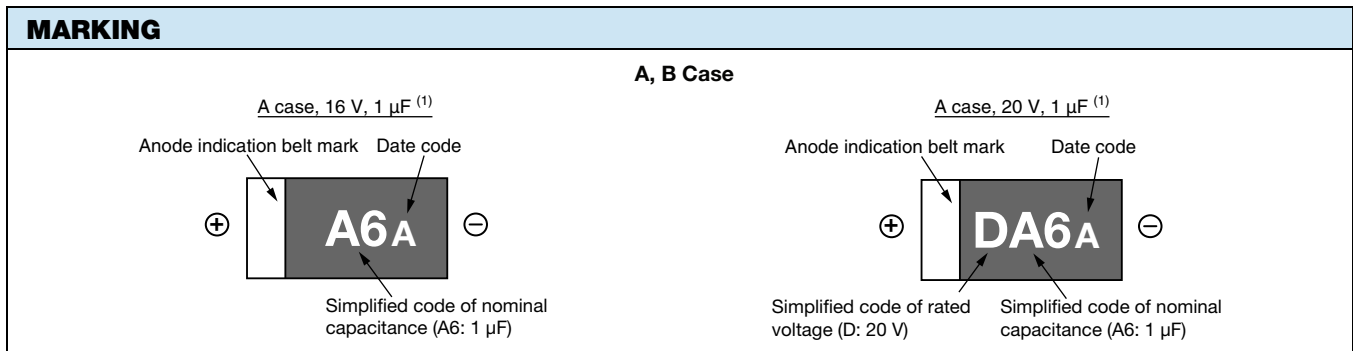 MARKING
A, B Case
A case, 16 V, 1 µF (1)
Anode indication belt mark Date code
+ A6A −
Simplified code of nominal
capacitance (A6: 1 µF)
A case, 20 V, 1 µF (1)
Anode indication belt mark Date code
+ DA6A −
Simplified code of rated
voltage (D: 20 V)
Simplified code of nominal
capacitance (A6: 1 µF)